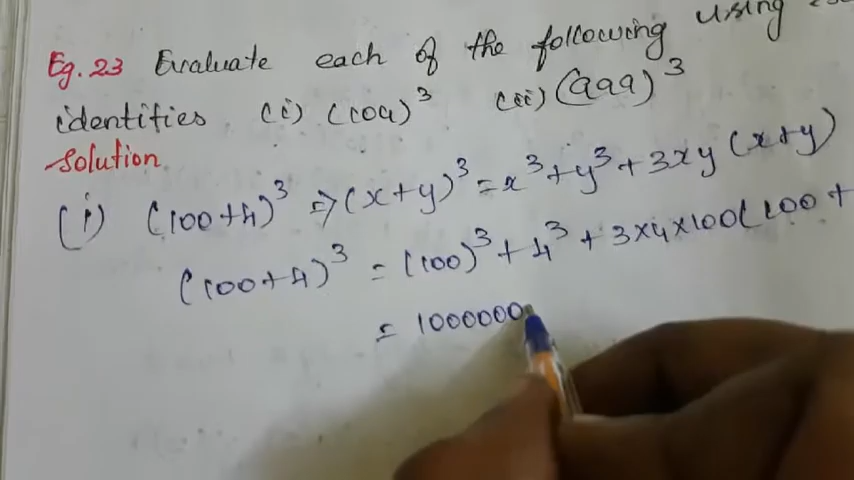 Eg. 23 Evaluate each of the following using
identifies (i) (104)³ (ii) (999)³
Solution
(i) (100+4)³ ⇒ (x+y)³ = x³+y³+3xy(x+y)
(100+4)³ = (100)³ + 4³ + 3×4×100(100+
= 1000000